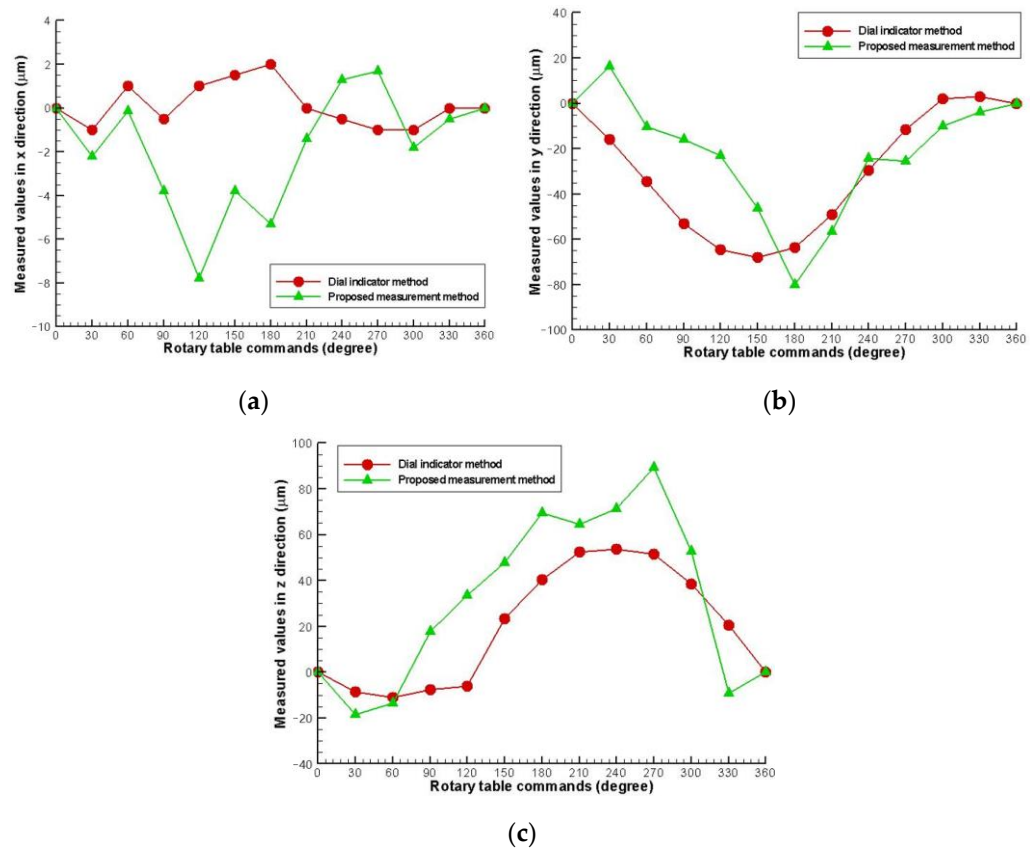 Measured values in x direction (μm)
4
2
0
−2
−4
−6
−8
−10
Dial indicator method
Proposed measurement method
0 30 60 90 120 150 180 210 240 270 300 330 360
Rotary table commands (degree)
(a)
Measured values in y direction (μm)
40
20
0
−20
−40
−60
−80
−100
Dial indicator method
Proposed measurement method
0 30 60 90 120 150 180 210 240 270 300 330 360
Rotary table commands (degree)
(b)
Measured values in z direction (μm)
100
80
60
40
20
0
−20
−40
Dial indicator method
Proposed measurement method
0 30 60 90 120 150 180 210 240 270 300 330 360
Rotary table commands (degree)
(c)